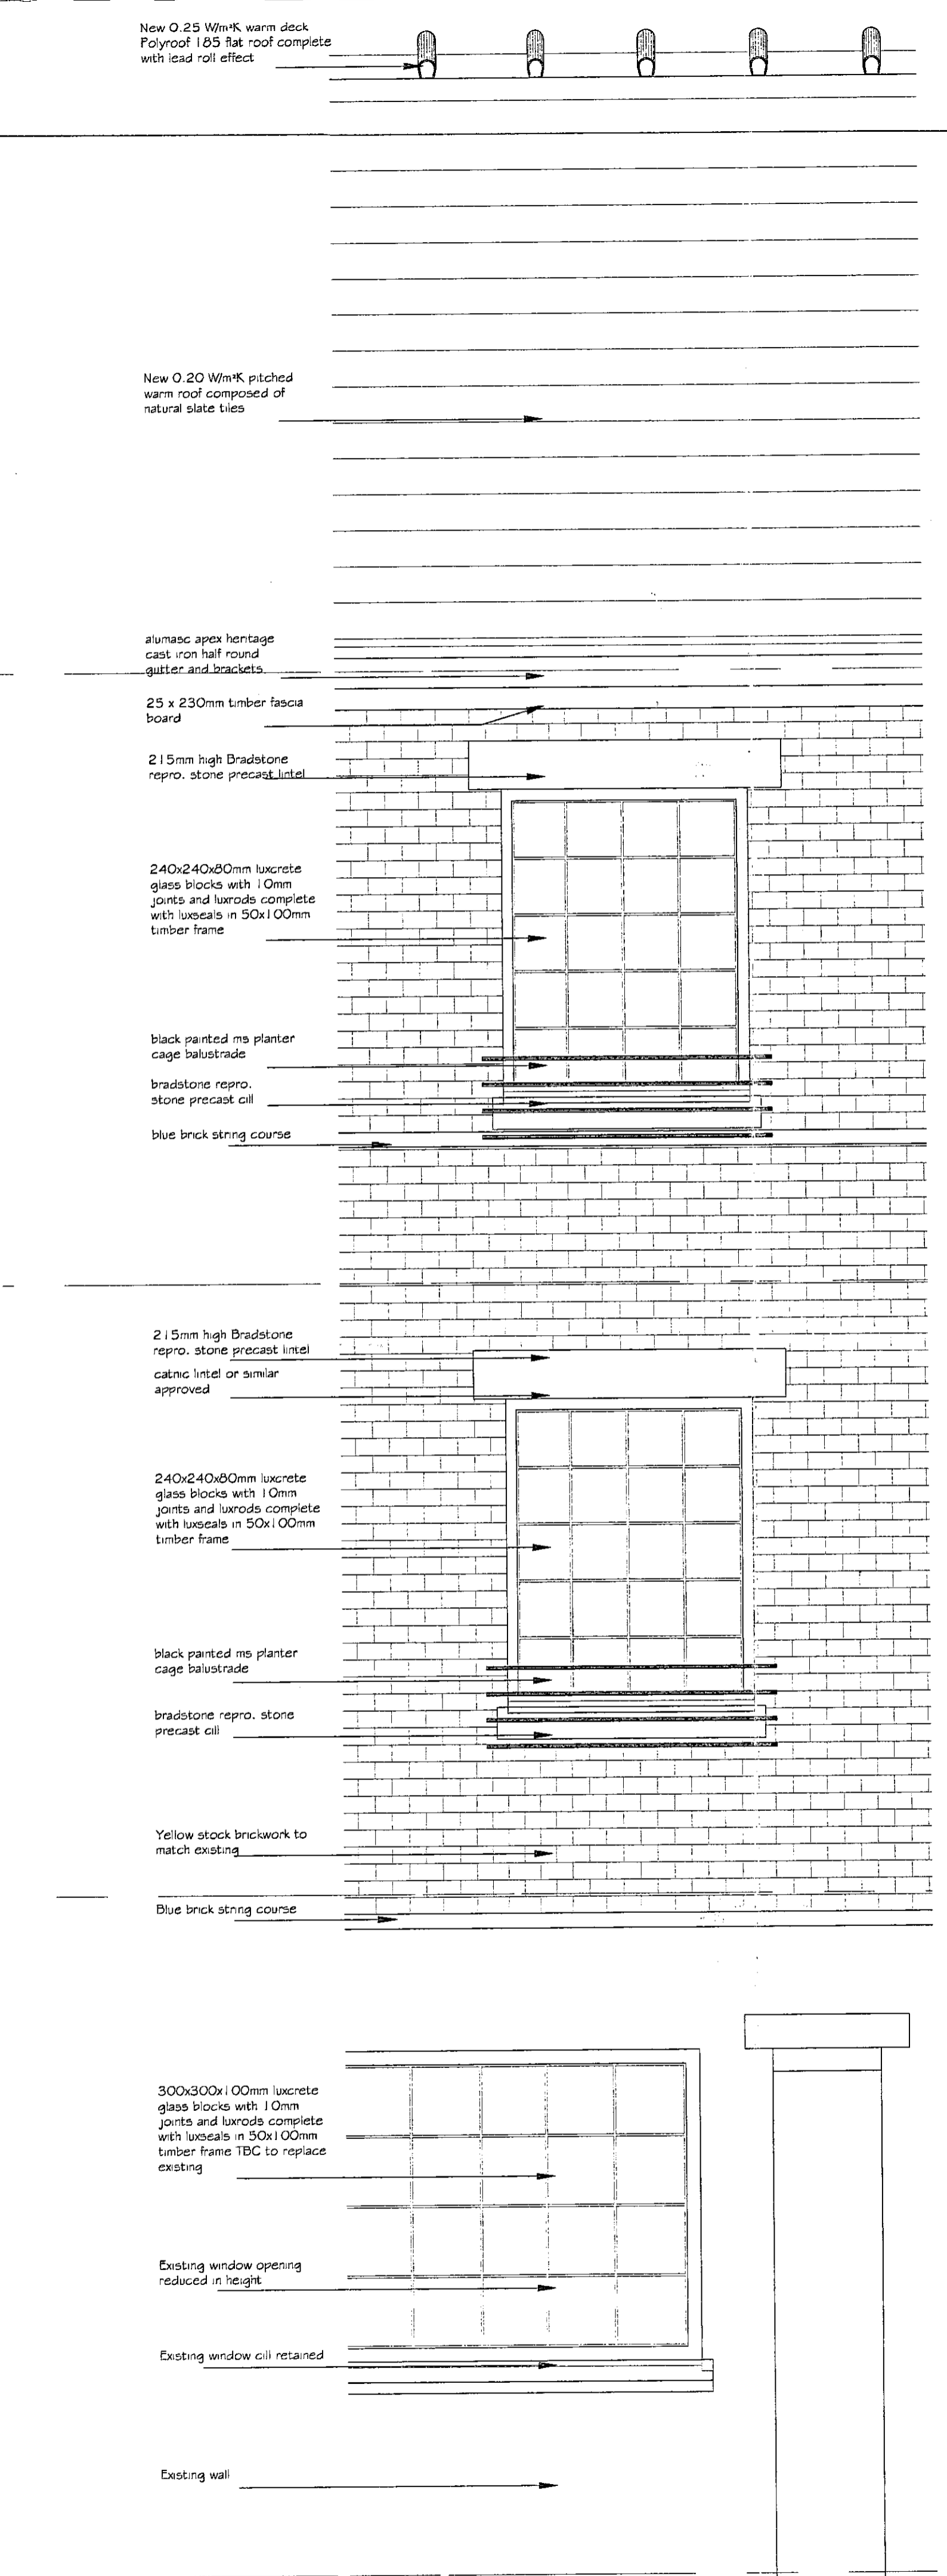 New 0.25 W/m²K warm deck
Polyroof 185 flat roof complete
with lead roll effect
New 0.20 W/m²K pitched
warm roof composed of
natural slate tiles
alumasc apex heritage
cast iron half round
gutter and brackets
25 x 230mm timber fascia
board
215mm high Bradstone
repro. stone precast lintel
240x240x80mm luxcrete
glass blocks with 10mm
joints and luxrods complete
with luxseals in 50x100mm
timber frame
black painted ms planter
cage balustrade
bradstone repro.
stone precast cill
blue brick string course
215mm high Bradstone
repro. stone precast lintel
catnic lintel or similar
approved
240x240x80mm luxcrete
glass blocks with 10mm
joints and luxrods complete
with luxseals in 50x100mm
timber frame
black painted ms planter
cage balustrade
bradstone repro. stone
precast cill
Yellow stock brickwork to
match existing
Blue brick string course
300x300x100mm luxcrete
glass blocks with 10mm
joints and luxrods complete
with luxseals in 50x100mm
timber frame TBC to replace
existing
Existing window opening
reduced in height
Existing window cill retained
Existing wall